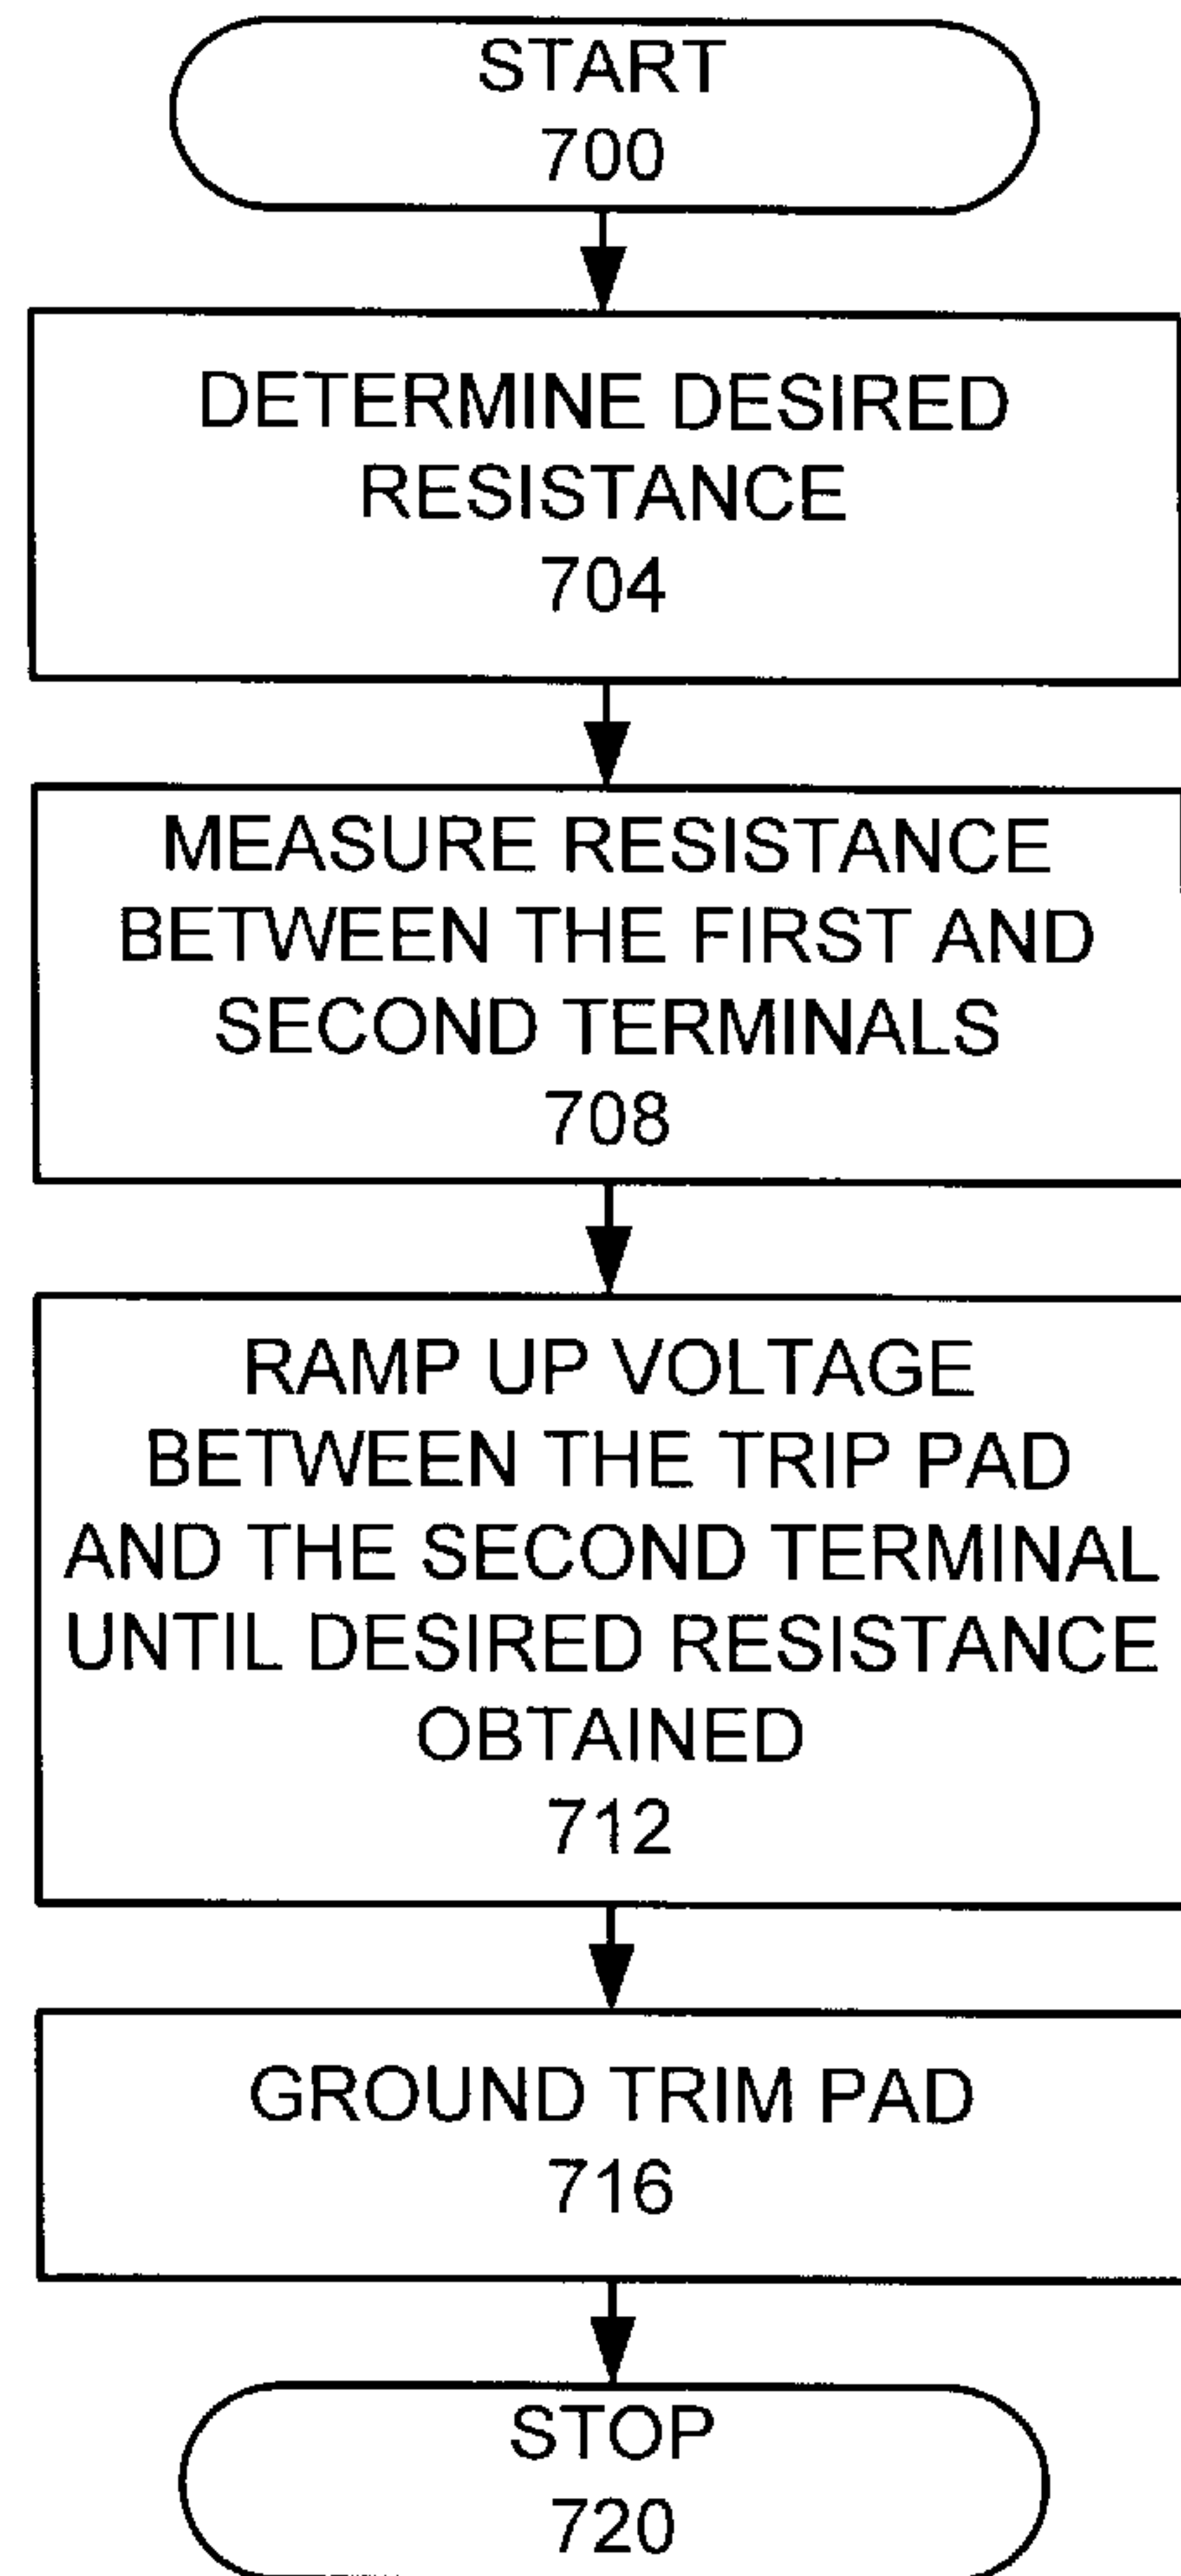 START
700
DETERMINE DESIRED
RESISTANCE
704
MEASURE RESISTANCE
BETWEEN THE FIRST AND
SECOND TERMINALS
708
RAMP UP VOLTAGE
BETWEEN THE TRIP PAD
AND THE SECOND TERMINAL
UNTIL DESIRED RESISTANCE
OBTAINED
712
GROUND TRIM PAD
716
STOP
720